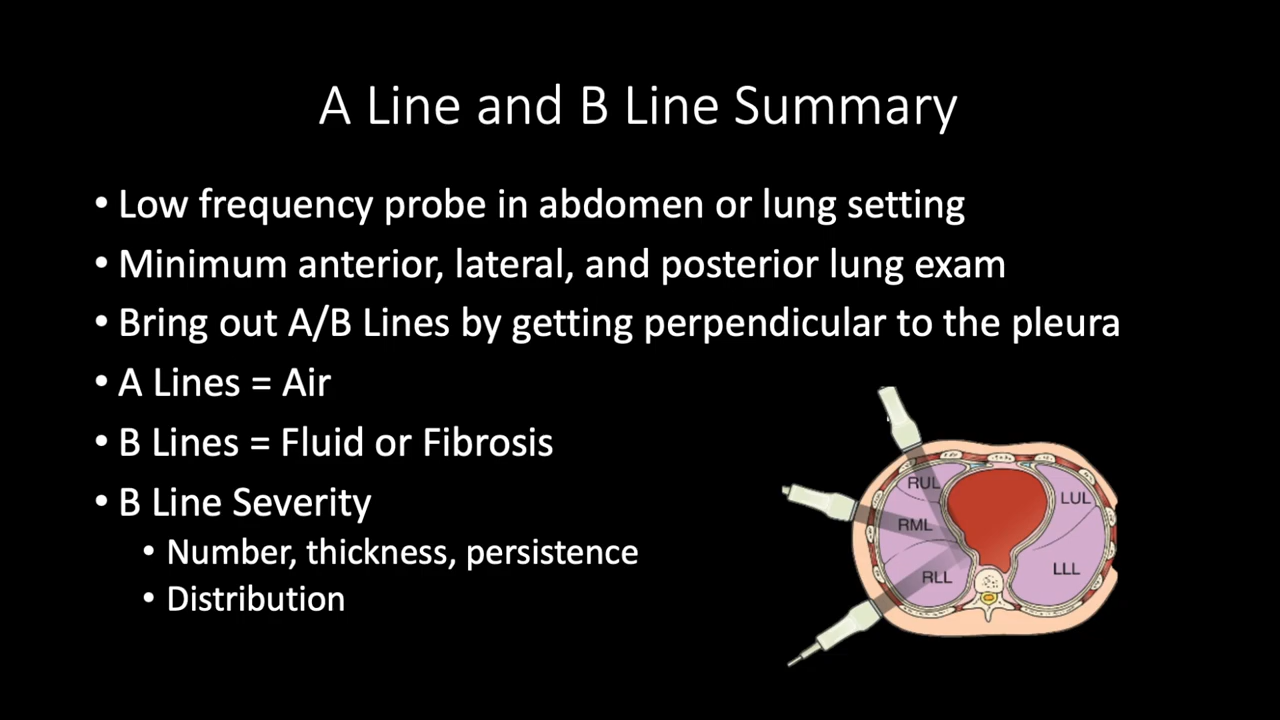 A Line and B Line Summary
• Low frequency probe in abdomen or lung setting
• Minimum anterior, lateral, and posterior lung exam
• Bring out A/B Lines by getting perpendicular to the pleura
• A Lines = Air
• B Lines = Fluid or Fibrosis
• B Line Severity
• Number, thickness, persistence
• Distribution
RUL
LUL
RML
RLL
LLL